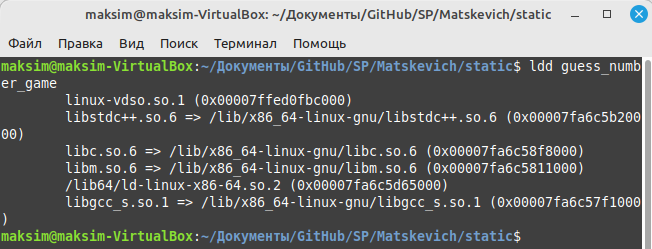 maksim@maksim-VirtualBox: ~/Документы/GitHub/SP/Matskevich/static
Файл Правка Вид Поиск Терминал Помощь
maksim@maksim-VirtualBox:~/Документы/GitHub/SP/Matskevich/static$ ldd guess_numb
er_game
linux-vdso.so.1 (0x00007ffed0fbc000)
libstdc++.so.6 => /lib/x86_64-linux-gnu/libstdc++.so.6 (0x00007fa6c5b200
00)
libc.so.6 => /lib/x86_64-linux-gnu/libc.so.6 (0x00007fa6c58f8000)
libm.so.6 => /lib/x86_64-linux-gnu/libm.so.6 (0x00007fa6c5811000)
/lib64/ld-linux-x86-64.so.2 (0x00007fa6c5d65000)
libgcc_s.so.1 => /lib/x86_64-linux-gnu/libgcc_s.so.1 (0x00007fa6c57f1000
)
maksim@maksim-VirtualBox:~/Документы/GitHub/SP/Matskevich/static$